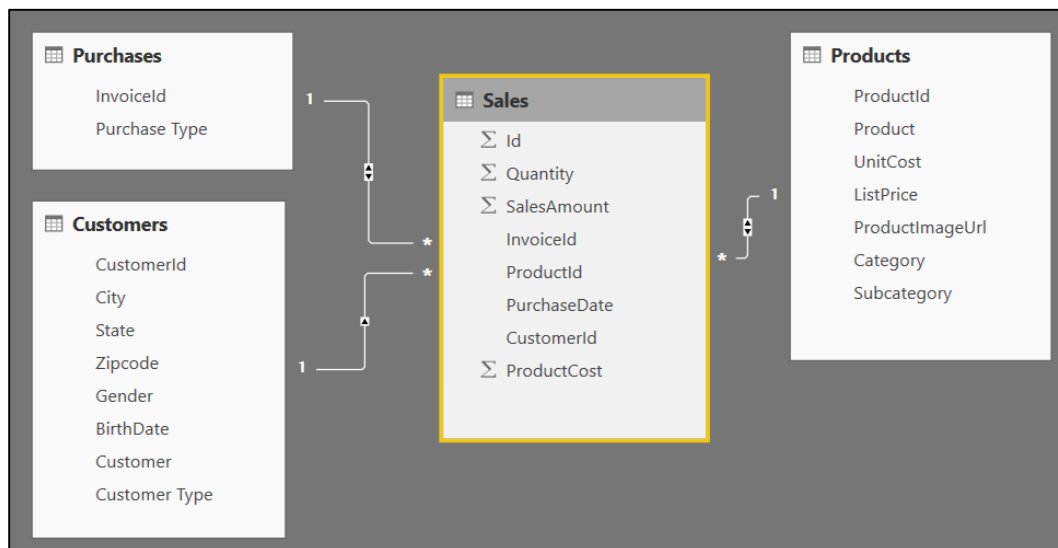 Purchases
InvoiceId
Purchase Type
Customers
CustomerId
City
State
Zipcode
Gender
BirthDate
Customer
Customer Type
1
1
Sales
Σ Id
Σ Quantity
Σ SalesAmount
InvoiceId
ProductId
PurchaseDate
CustomerId
Σ ProductCost
*
*
*
1
Products
ProductId
Product
UnitCost
ListPrice
ProductImageUrl
Category
Subcategory